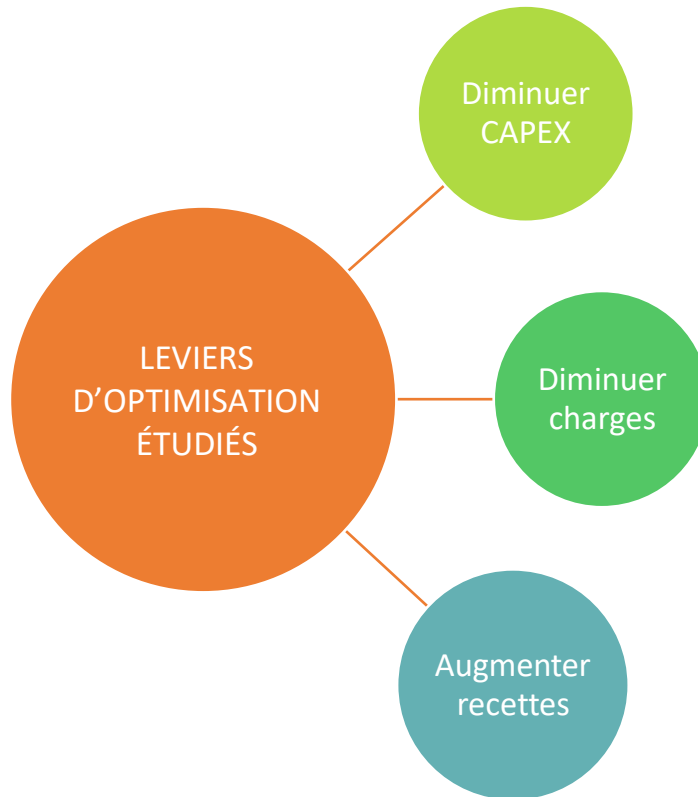 Diminuer
CAPEX
LEVIERS
D’OPTIMISATION
ÉTUDIÉS
Diminuer
charges
Augmenter
recettes